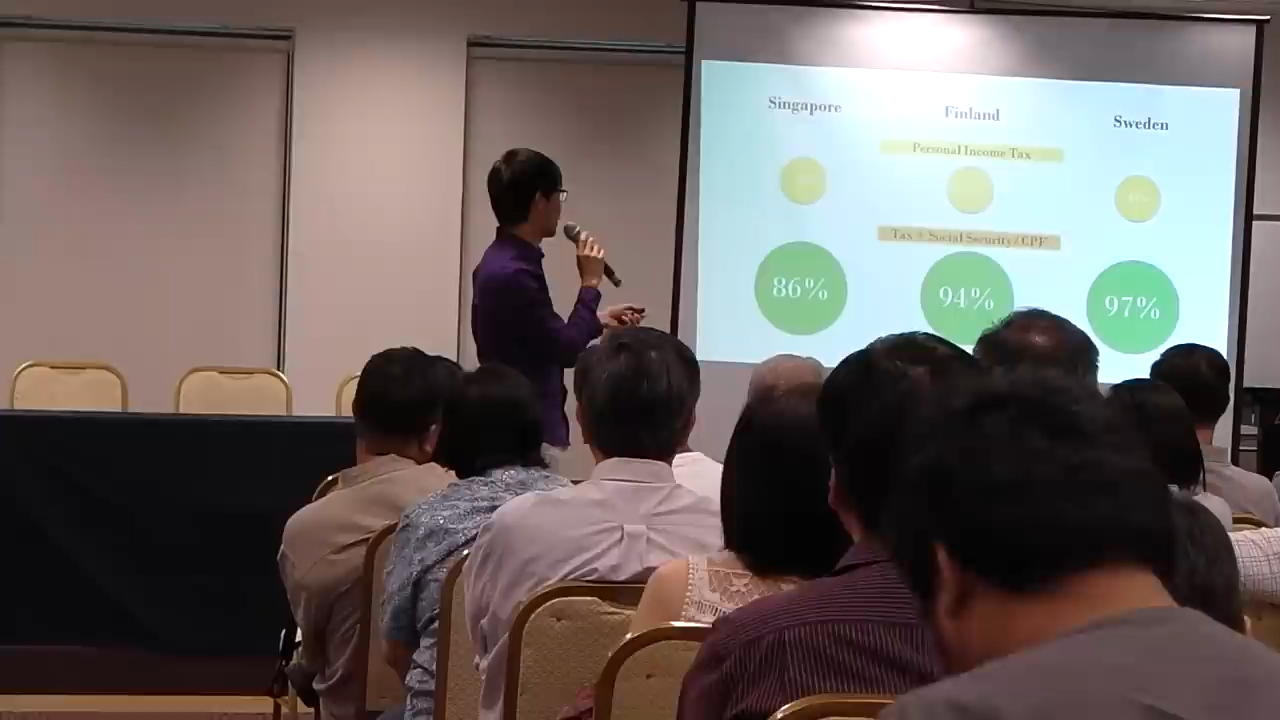 Singapore
Finland
Sweden
Personal Income Tax
Tax + Social Security/CPF
86%
94%
97%